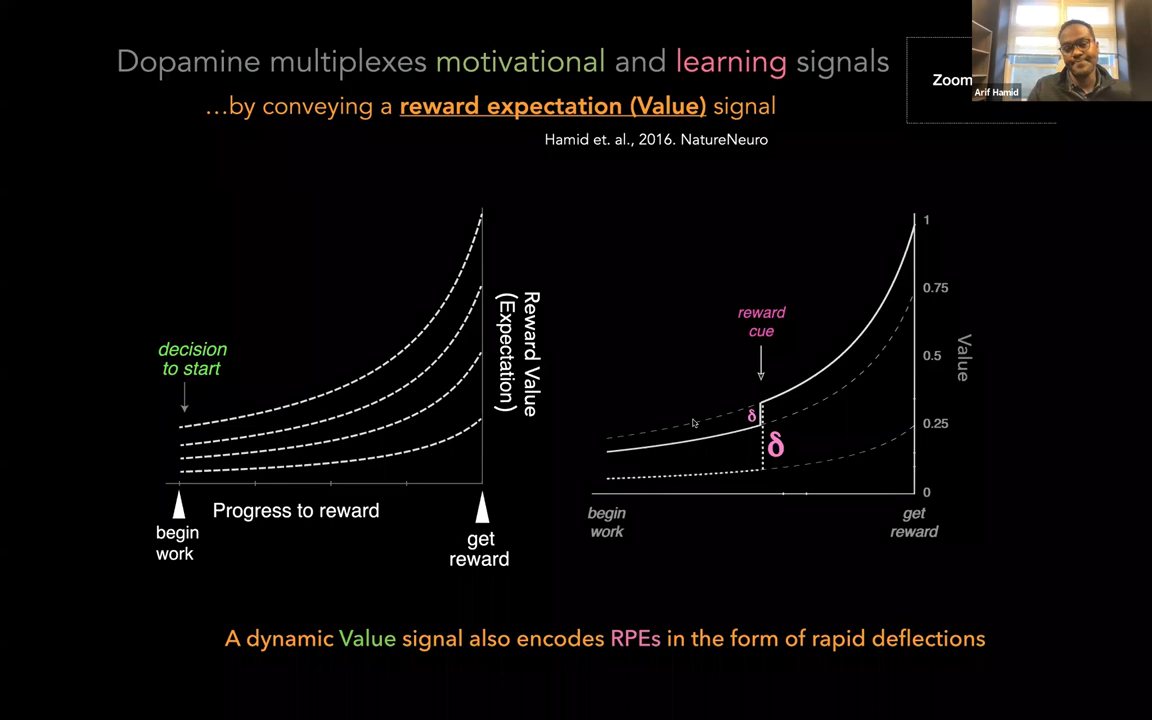 Dopamine multiplexes motivational and learning signals
...by conveying a reward expectation (Value) signal
Hamid et. al., 2016. NatureNeuro
Zoom
Arif Hamid
decision
to start
Reward Value
(Expectation)
Progress to reward
begin
work
get
reward
reward
cue
δ
δ
1
0.75
0.5
0.25
0
Value
begin
work
get
reward
A dynamic Value signal also encodes RPEs in the form of rapid deflections